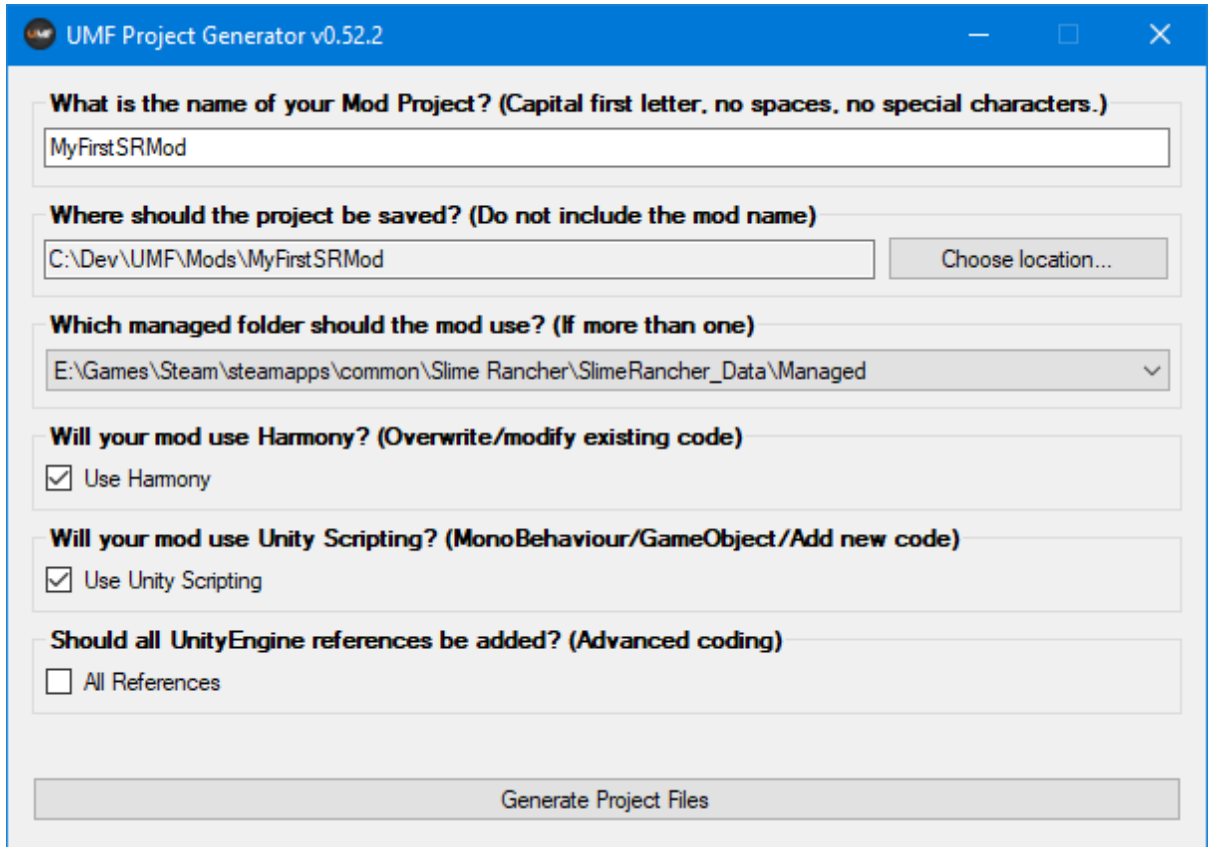 UMF
UMF Project Generator v0.52.2
What is the name of your Mod Project? (Capital first letter, no spaces, no special characters.)
MyFirstSRMod
Where should the project be saved? (Do not include the mod name)
C:\Dev\UMF\Mods\MyFirstSRMod
Choose location...
Which managed folder should the mod use? (If more than one)
E:\Games\Steam\steamapps\common\Slime Rancher\SlimeRancher_Data\Managed
Will your mod use Harmony? (Overwrite/modify existing code)
Use Harmony
Will your mod use Unity Scripting? (MonoBehaviour/GameObject/Add new code)
Use Unity Scripting
Should all UnityEngine references be added? (Advanced coding)
All References
Generate Project Files